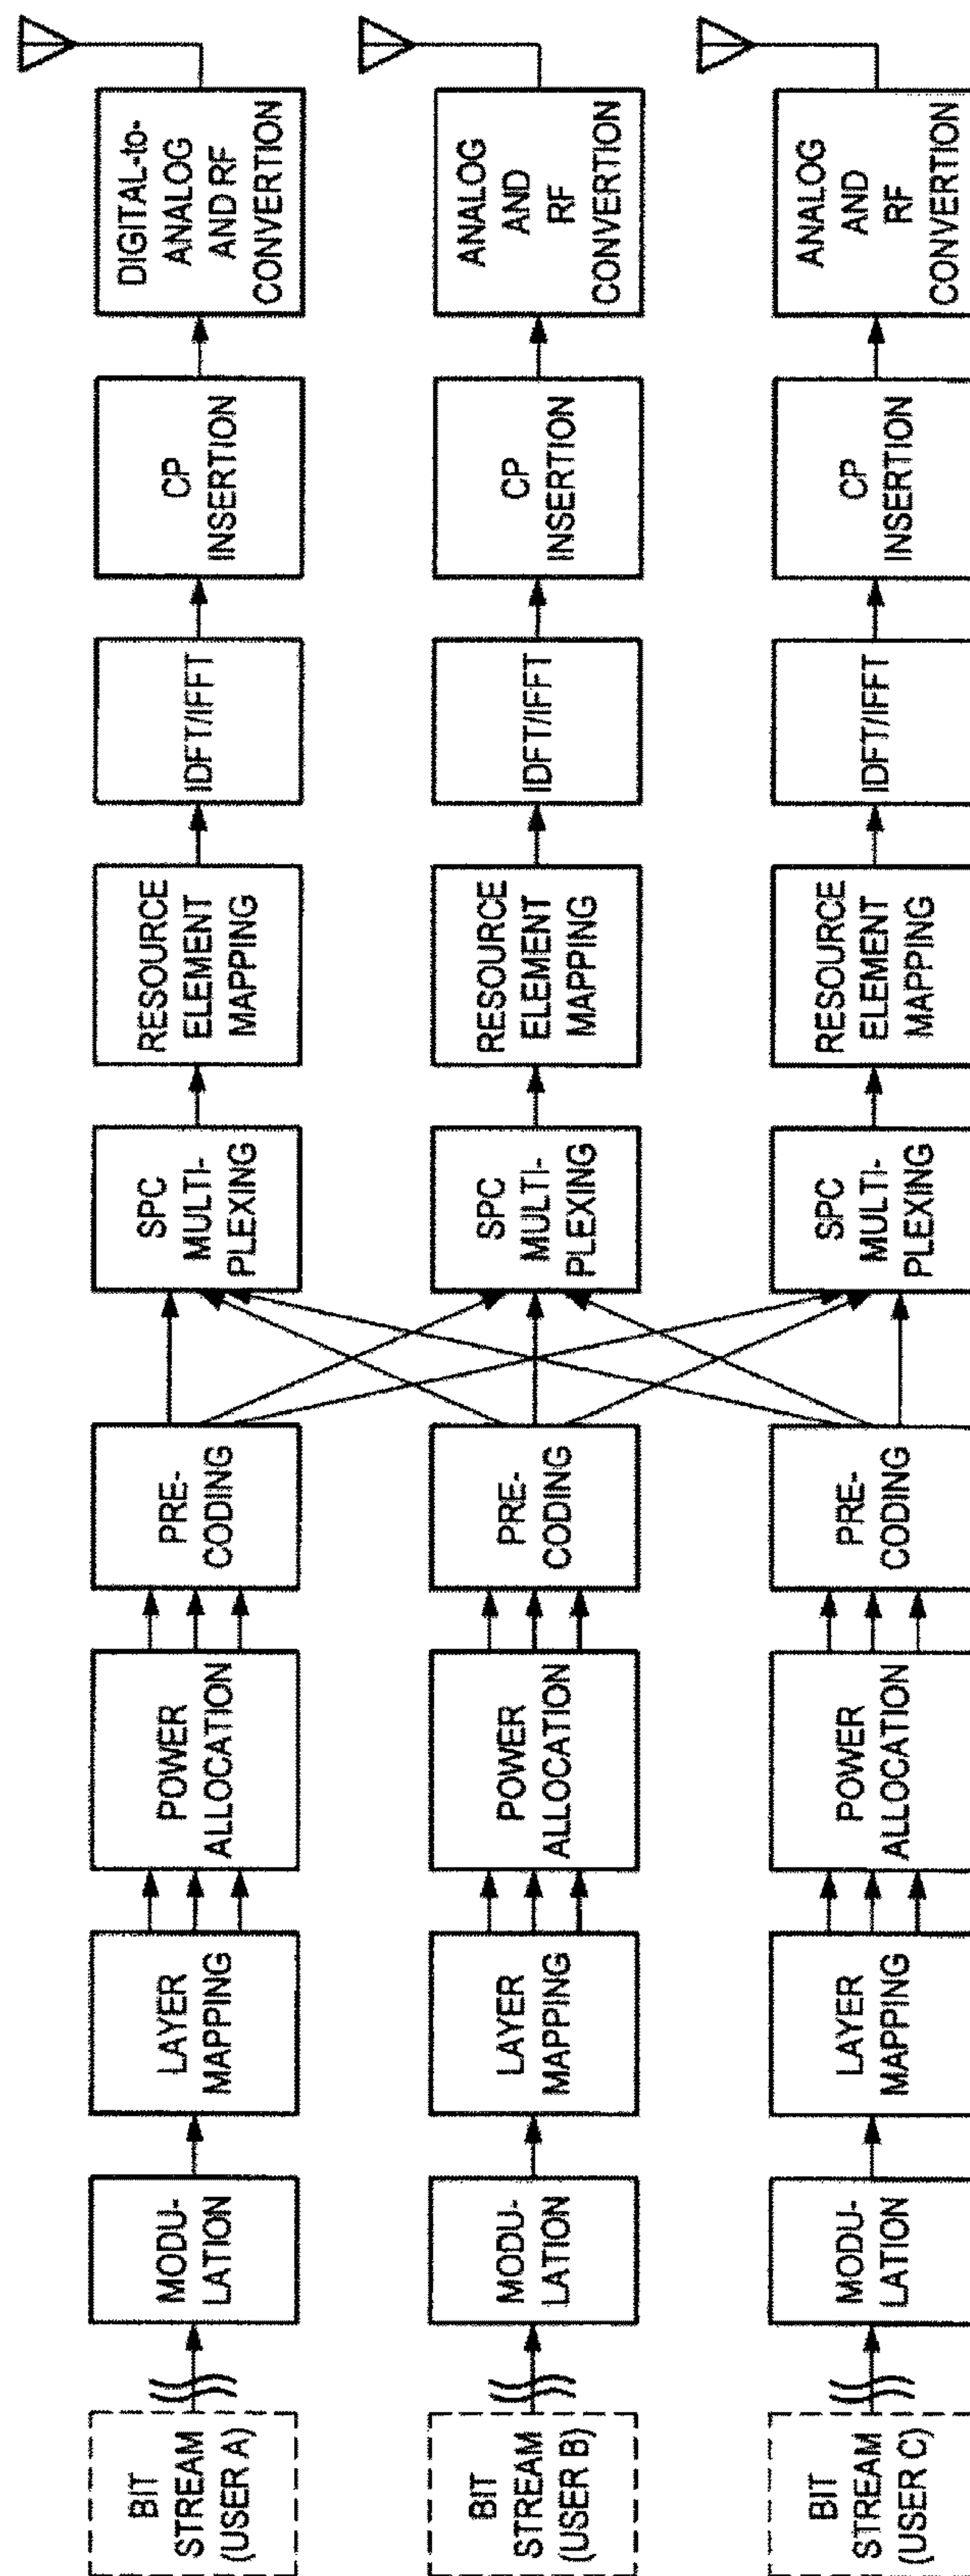 BIT
STREAM
(USER A)
MODU-
LATION
LAYER
MAPPING
POWER
ALLOCATION
PRE-
CODING
SPC
MULTI-
PLEXING
RESOURCE
ELEMENT
MAPPING
IDFT/IFFT
CP
INSERTION
DIGITAL-to-
ANALOG
AND RF
CONVERTION
BIT
STREAM
(USER B)
MODU-
LATION
LAYER
MAPPING
POWER
ALLOCATION
PRE-
CODING
SPC
MULTI-
PLEXING
RESOURCE
ELEMENT
MAPPING
IDFT/IFFT
CP
INSERTION
ANALOG
AND
RF
CONVERTION
BIT
STREAM
(USER C)
MODU-
LATION
LAYER
MAPPING
POWER
ALLOCATION
PRE-
CODING
SPC
MULTI-
PLEXING
RESOURCE
ELEMENT
MAPPING
IDFT/IFFT
CP
INSERTION
ANALOG
AND
RF
CONVERTION